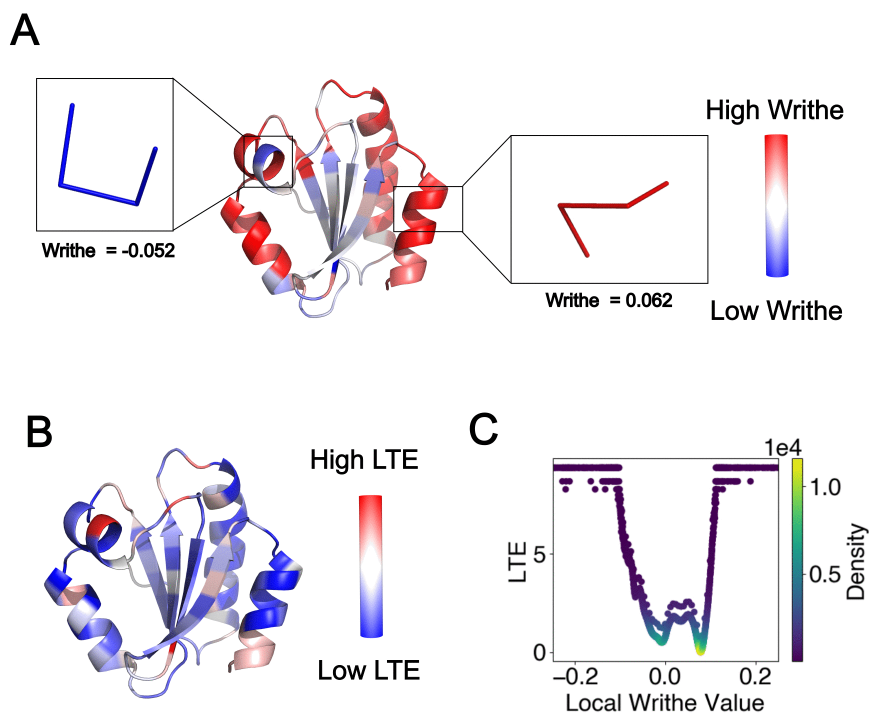 A
High Writhe
Writhe = -0.052
Writhe = 0.062
Low Writhe
B
C
High LTE
Low LTE
1e4
LTE
5
0
−0.2
0.0
0.2
Local Writhe Value
1.0
0.5
Density